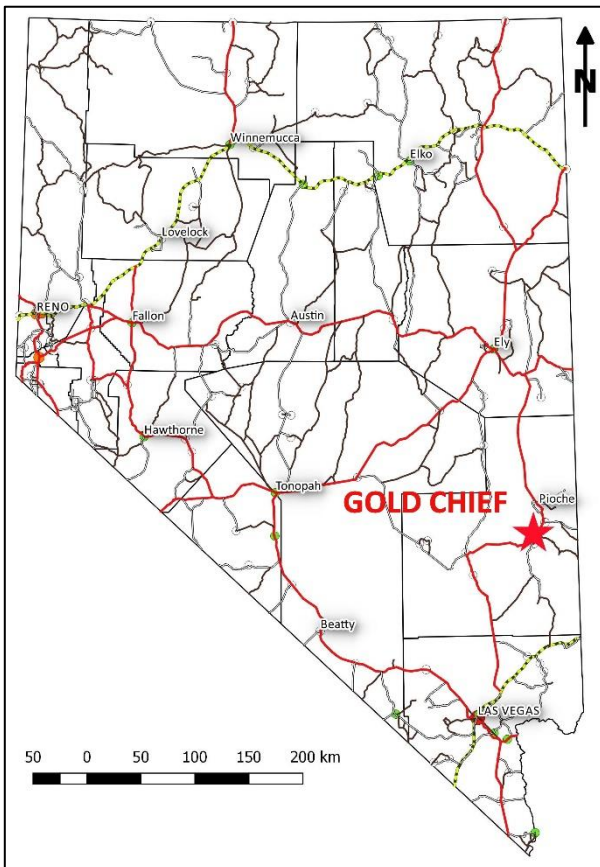 N
Winnemucca
Elko
Lovelock
RENO
Fallon
Austin
Ely
Hawthorne
Tonopah
GOLD CHIEF
Pioche
Beatty
LAS VEGAS
50 0 50 100 150 200 km